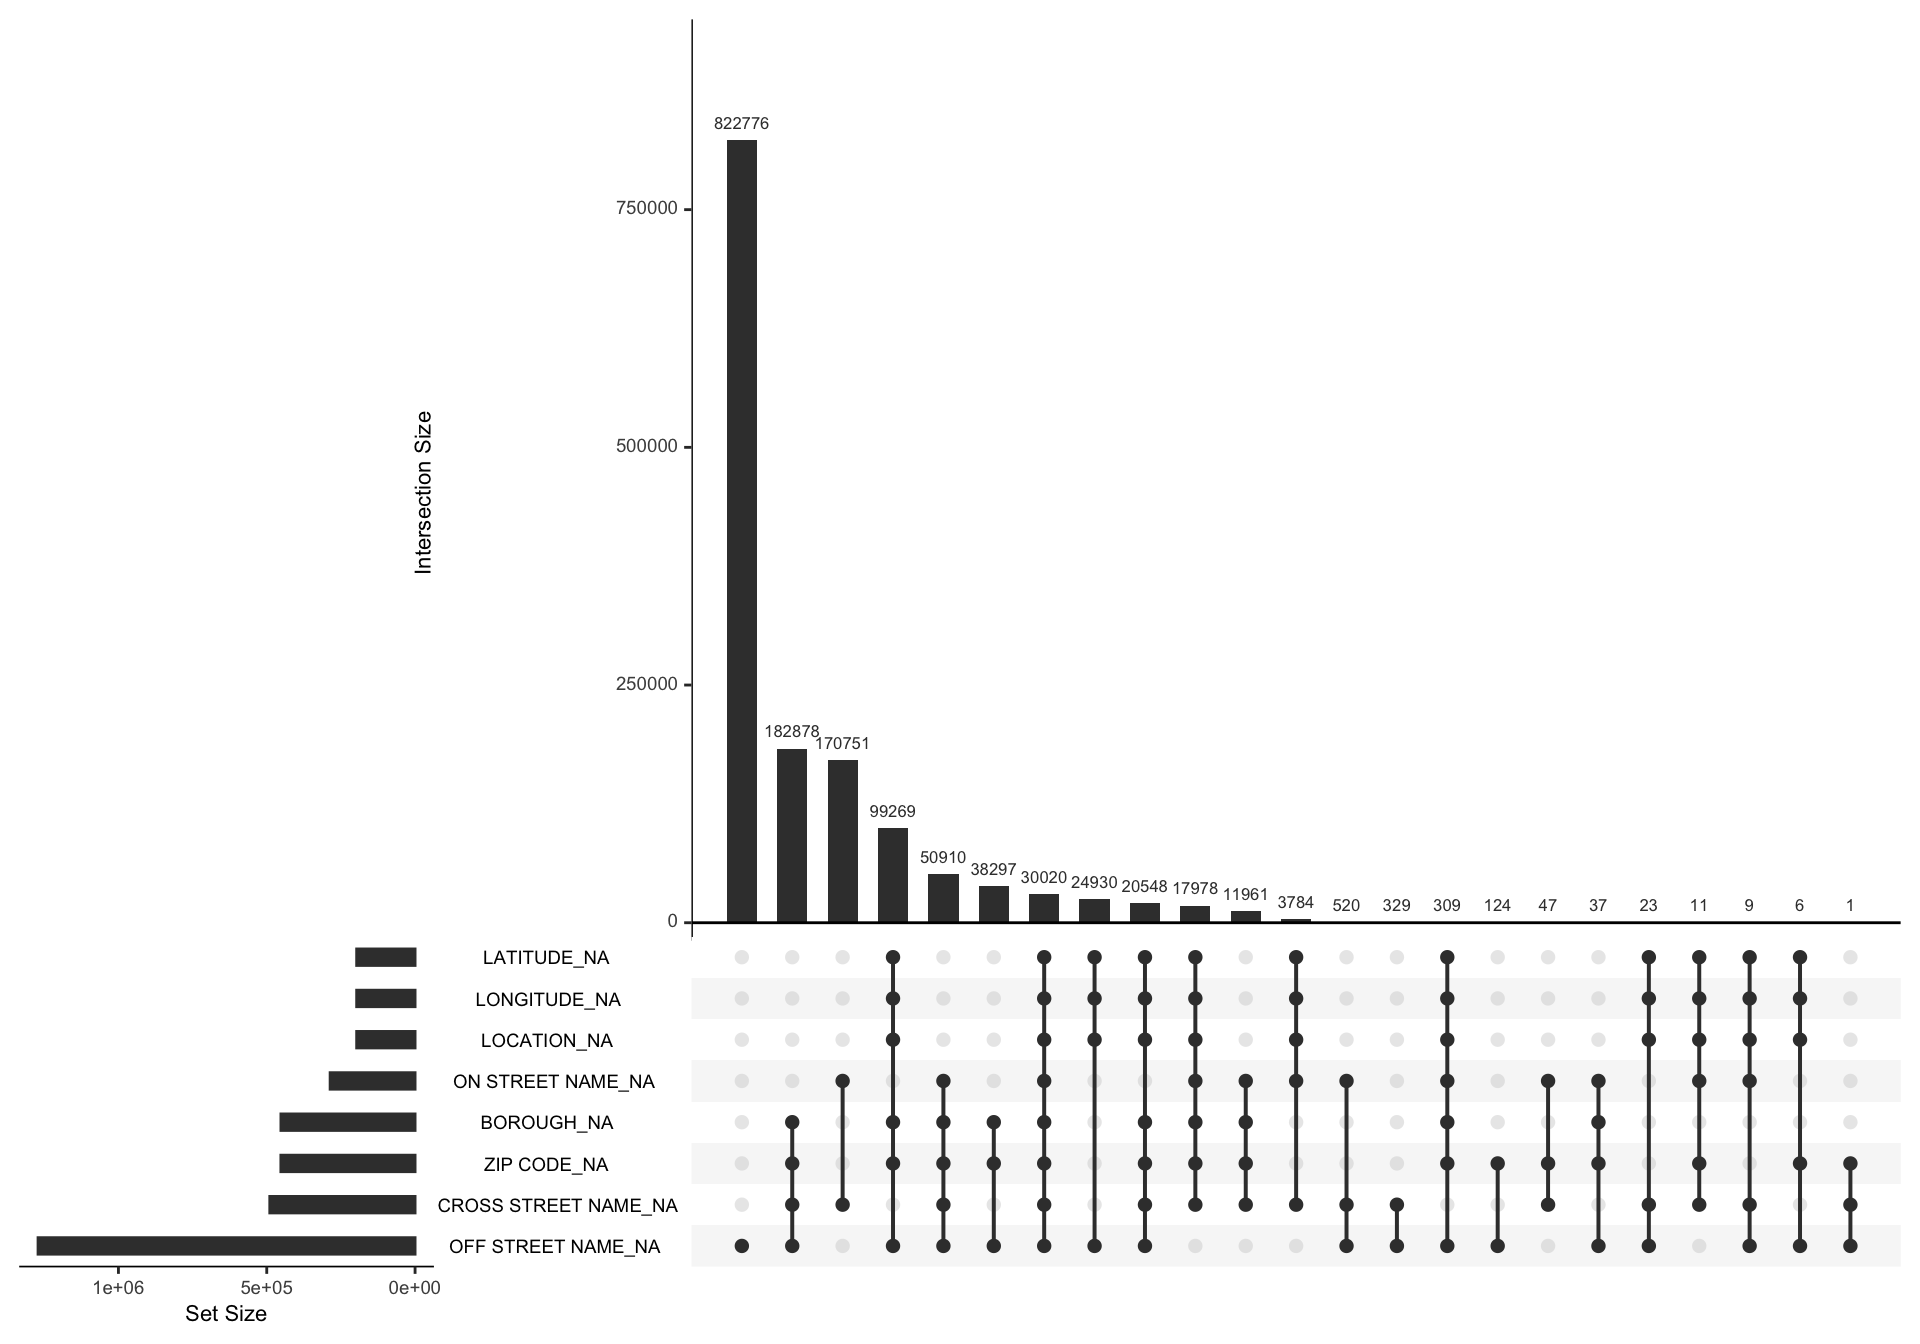 822776
750000
Intersection Size
500000
250000
182878
170751
99269
50910
38297
30020
24930
20548
17978
11961
3784
520
329
309
124
47
37
23
11
9
6
1
0
LATITUDE_NA
LONGITUDE_NA
LOCATION_NA
ON STREET NAME_NA
BOROUGH_NA
ZIP CODE_NA
CROSS STREET NAME_NA
OFF STREET NAME_NA
1e+06 5e+05 0e+00
Set Size